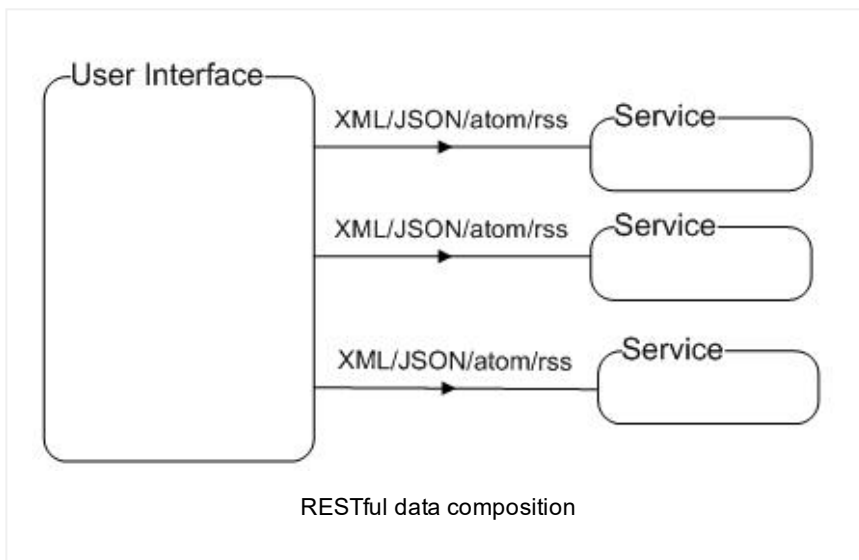 User Interface
XML/JSON/atom/rss
Service
XML/JSON/atom/rss
Service
XML/JSON/atom/rss
Service
RESTful data composition